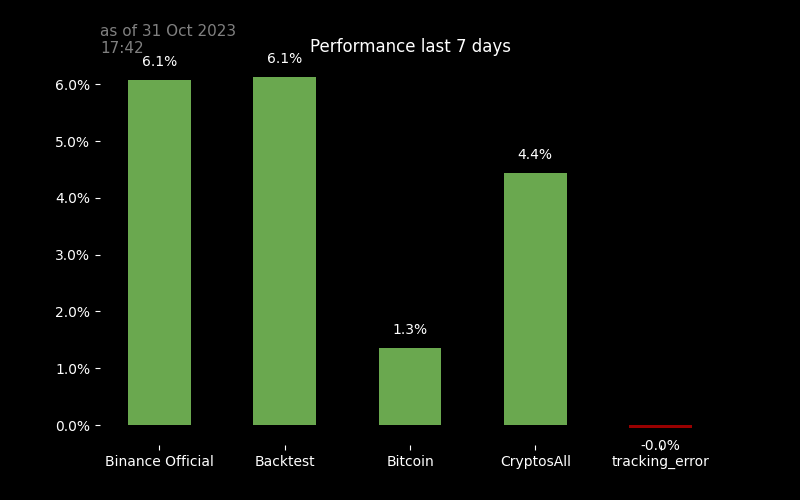 as of 31 Oct 2023
17:42
Performance last 7 days
6.1%
6.1%
6.0%
5.0%
4.4%
4.0%
3.0%
2.0%
1.3%
1.0%
0.0%
-0.0%
Binance Official
Backtest
Bitcoin
CryptosAll
tracking_error